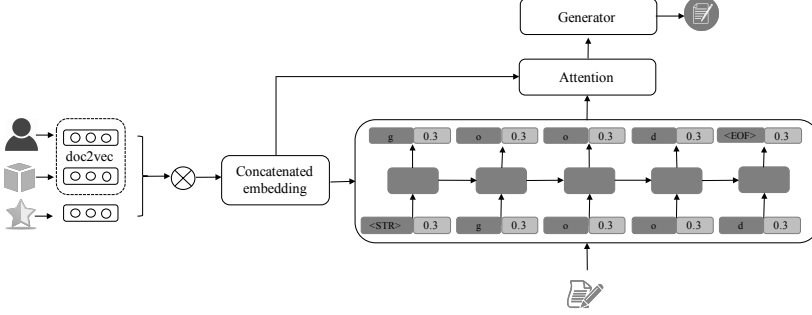 Generator
Attention
g 0.3 o 0.3 o 0.3 d 0.3 <EOF> 0.3
doc2vec
Concatenated
embedding
<STR> 0.3 g 0.3 o 0.3 o 0.3 d 0.3